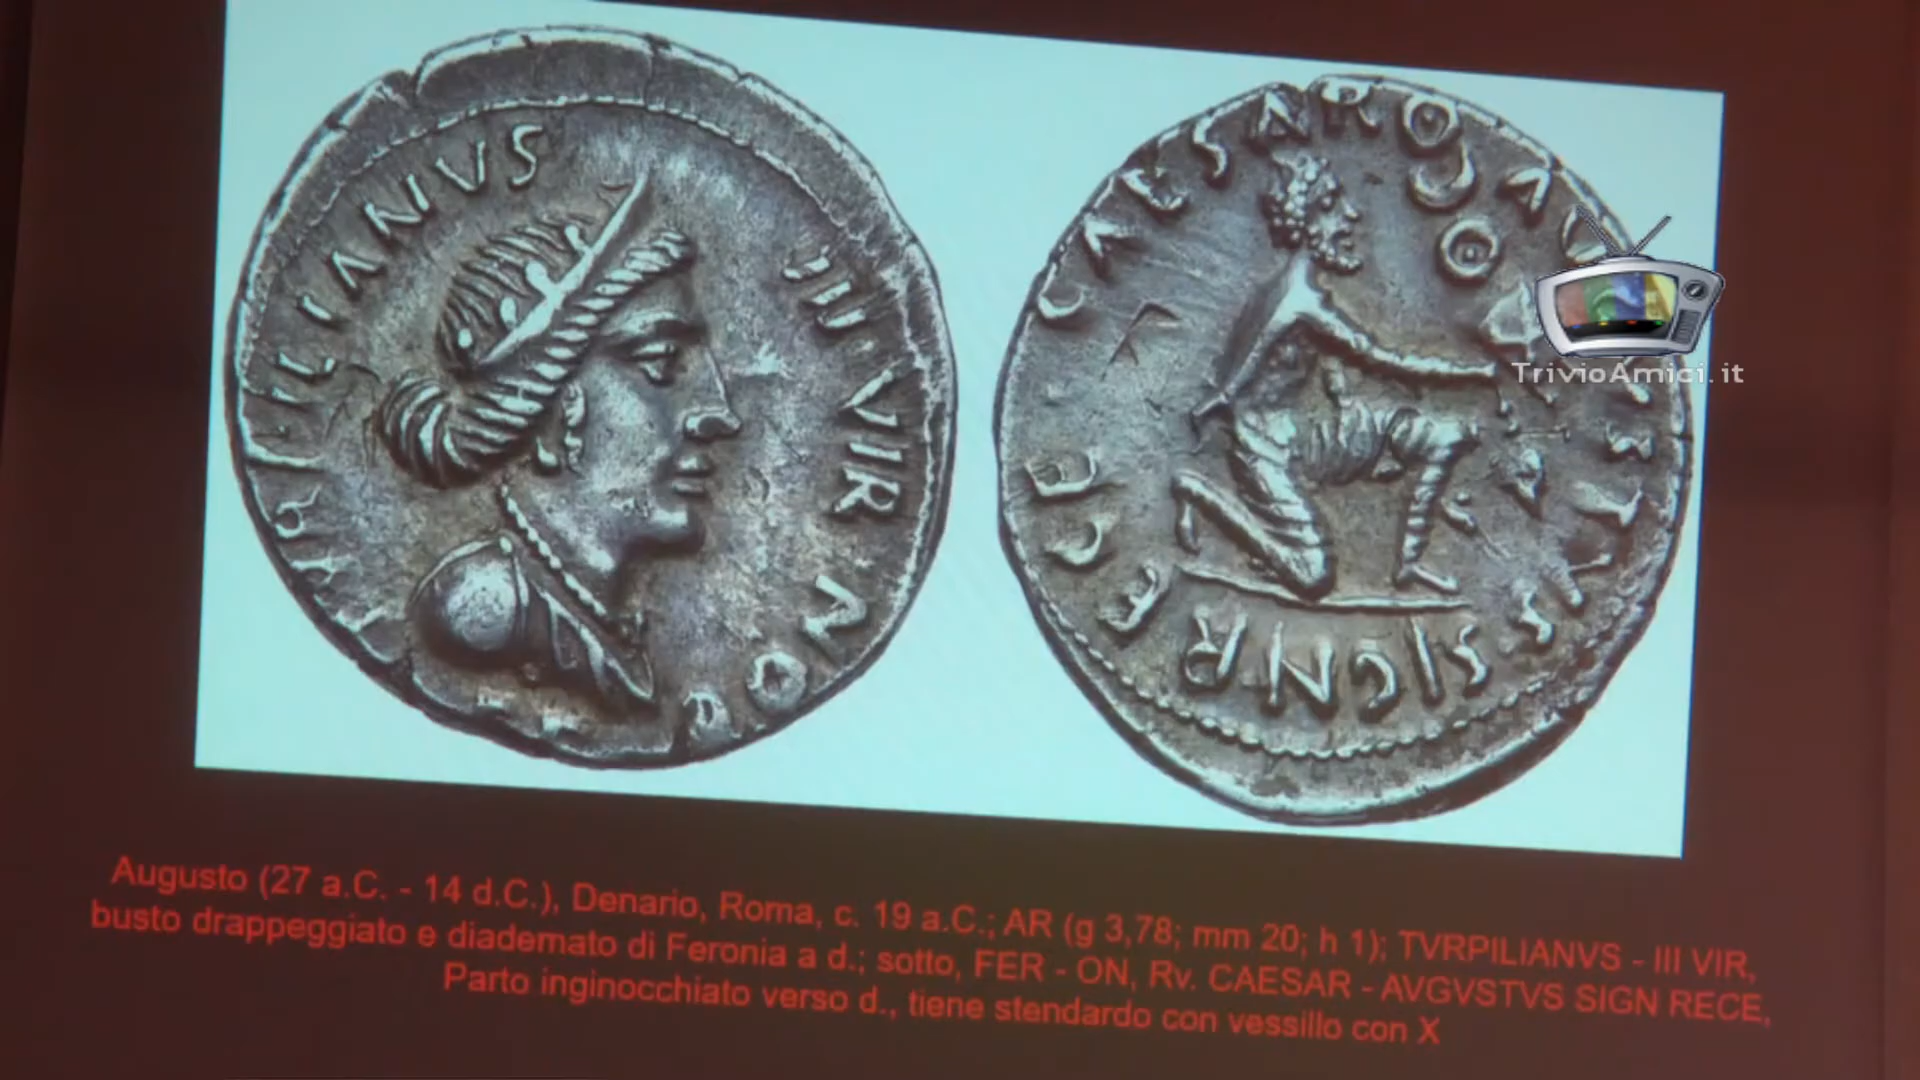 TVRPILIANVS
III VIR
FERON
CAESAR
AVGVSTVS
SIGN RECE
TrivioAmici.it
Augusto (27 a.C. - 14 d.C.), Denario, Roma, c. 19 a.C.; AR (g 3,78; mm 20; h 1); TVRPILIANVS - III VIR,
busto drappeggiato e diademato di Feronia a d.; sotto, FER - ON, Rv. CAESAR - AVGVSTVS SIGN RECE,
Parto inginocchiato verso d., tiene stendardo con vessillo con X